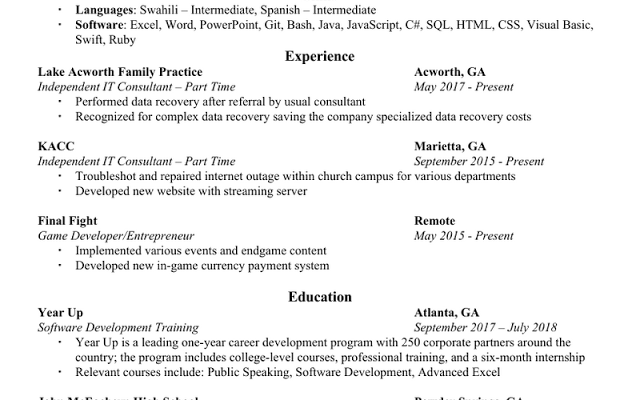 ▪ Languages: Swahili – Intermediate, Spanish – Intermediate
▪ Software: Excel, Word, PowerPoint, Git, Bash, Java, JavaScript, C#, SQL, HTML, CSS, Visual Basic,
Swift, Ruby
Experience
Lake Acworth Family Practice Acworth, GA
Independent IT Consultant – Part Time May 2017 - Present
▪ Performed data recovery after referral by usual consultant
▪ Recognized for complex data recovery saving the company specialized data recovery costs
KACC Marietta, GA
Independent IT Consultant – Part Time September 2015 - Present
▪ Troubleshot and repaired internet outage within church campus for various departments
▪ Developed new website with streaming server
Final Fight Remote
Game Developer/Entrepreneur May 2015 - Present
▪ Implemented various events and endgame content
▪ Developed new in-game currency payment system
Education
Year Up Atlanta, GA
Software Development Training September 2017 – July 2018
▪ Year Up is a leading one-year career development program with 250 corporate partners around the
country; the program includes college-level courses, professional training, and a six-month internship
▪ Relevant courses include: Public Speaking, Software Development, Advanced Excel